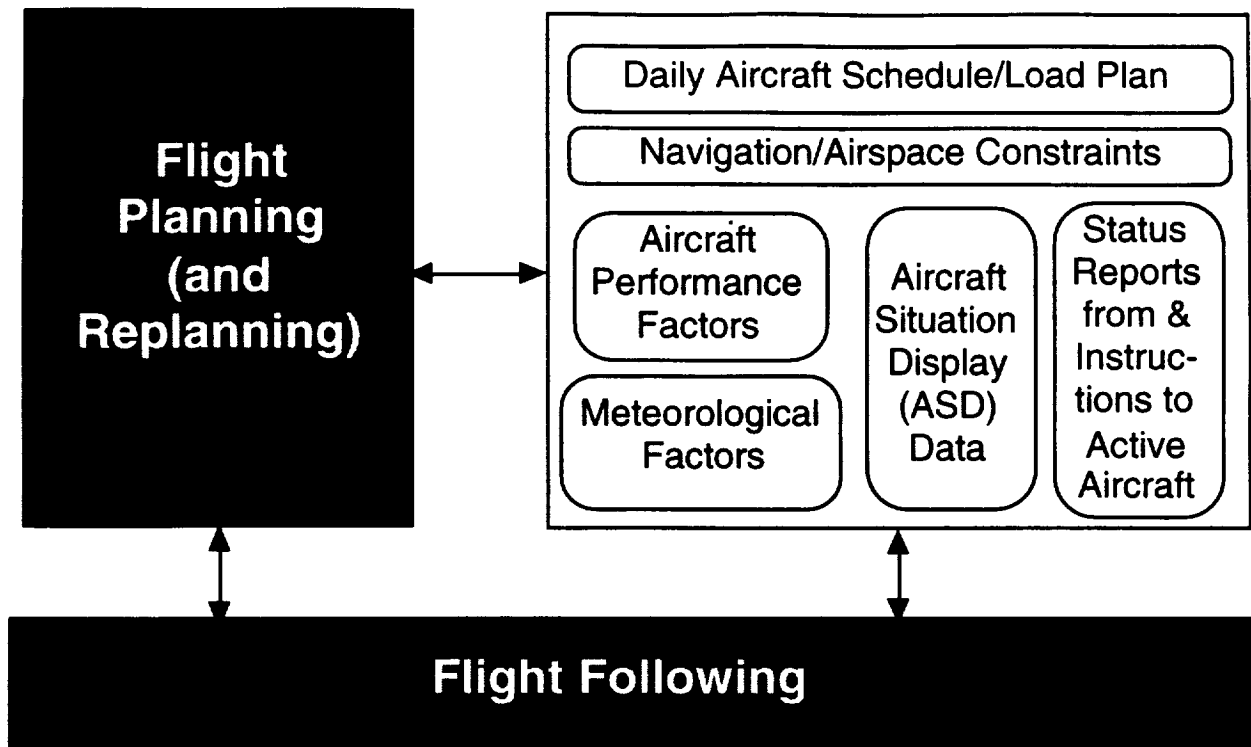 Flight
Planning
(and
Replanning)
Daily Aircraft Schedule/Load Plan
Navigation/Airspace Constraints
Aircraft
Performance
Factors
Meteorological
Factors
Aircraft
Situation
Display
(ASD)
Data
Status
Reports
from &
Instruc-
tions to
Active
Aircraft
Flight Following